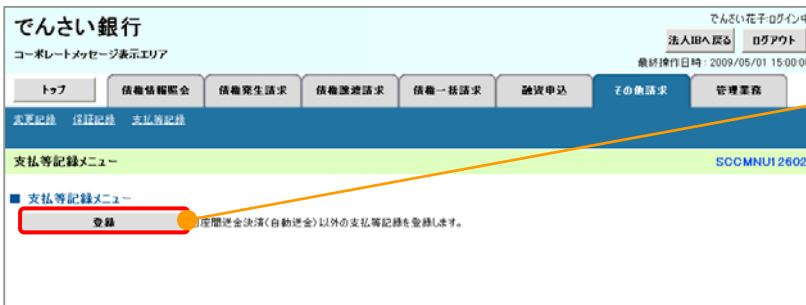 でんさい銀行
でんさい花子:ログイン中
法人IBへ戻る ログアウト
コーポレートメッセージ表示エリア
最終操作日時:2009/05/01 15:00:00
トップ 債権情報照会 債権発生請求 債権譲渡請求 債権一括請求 融資申込 その他請求 管理業務
変更記録 保証記録 支払等記録
支払等記録メニュー SCCMNU12602
■ 支払等記録メニュー
登録 座間送金決済(自動送金)以外の支払等記録を登録します。